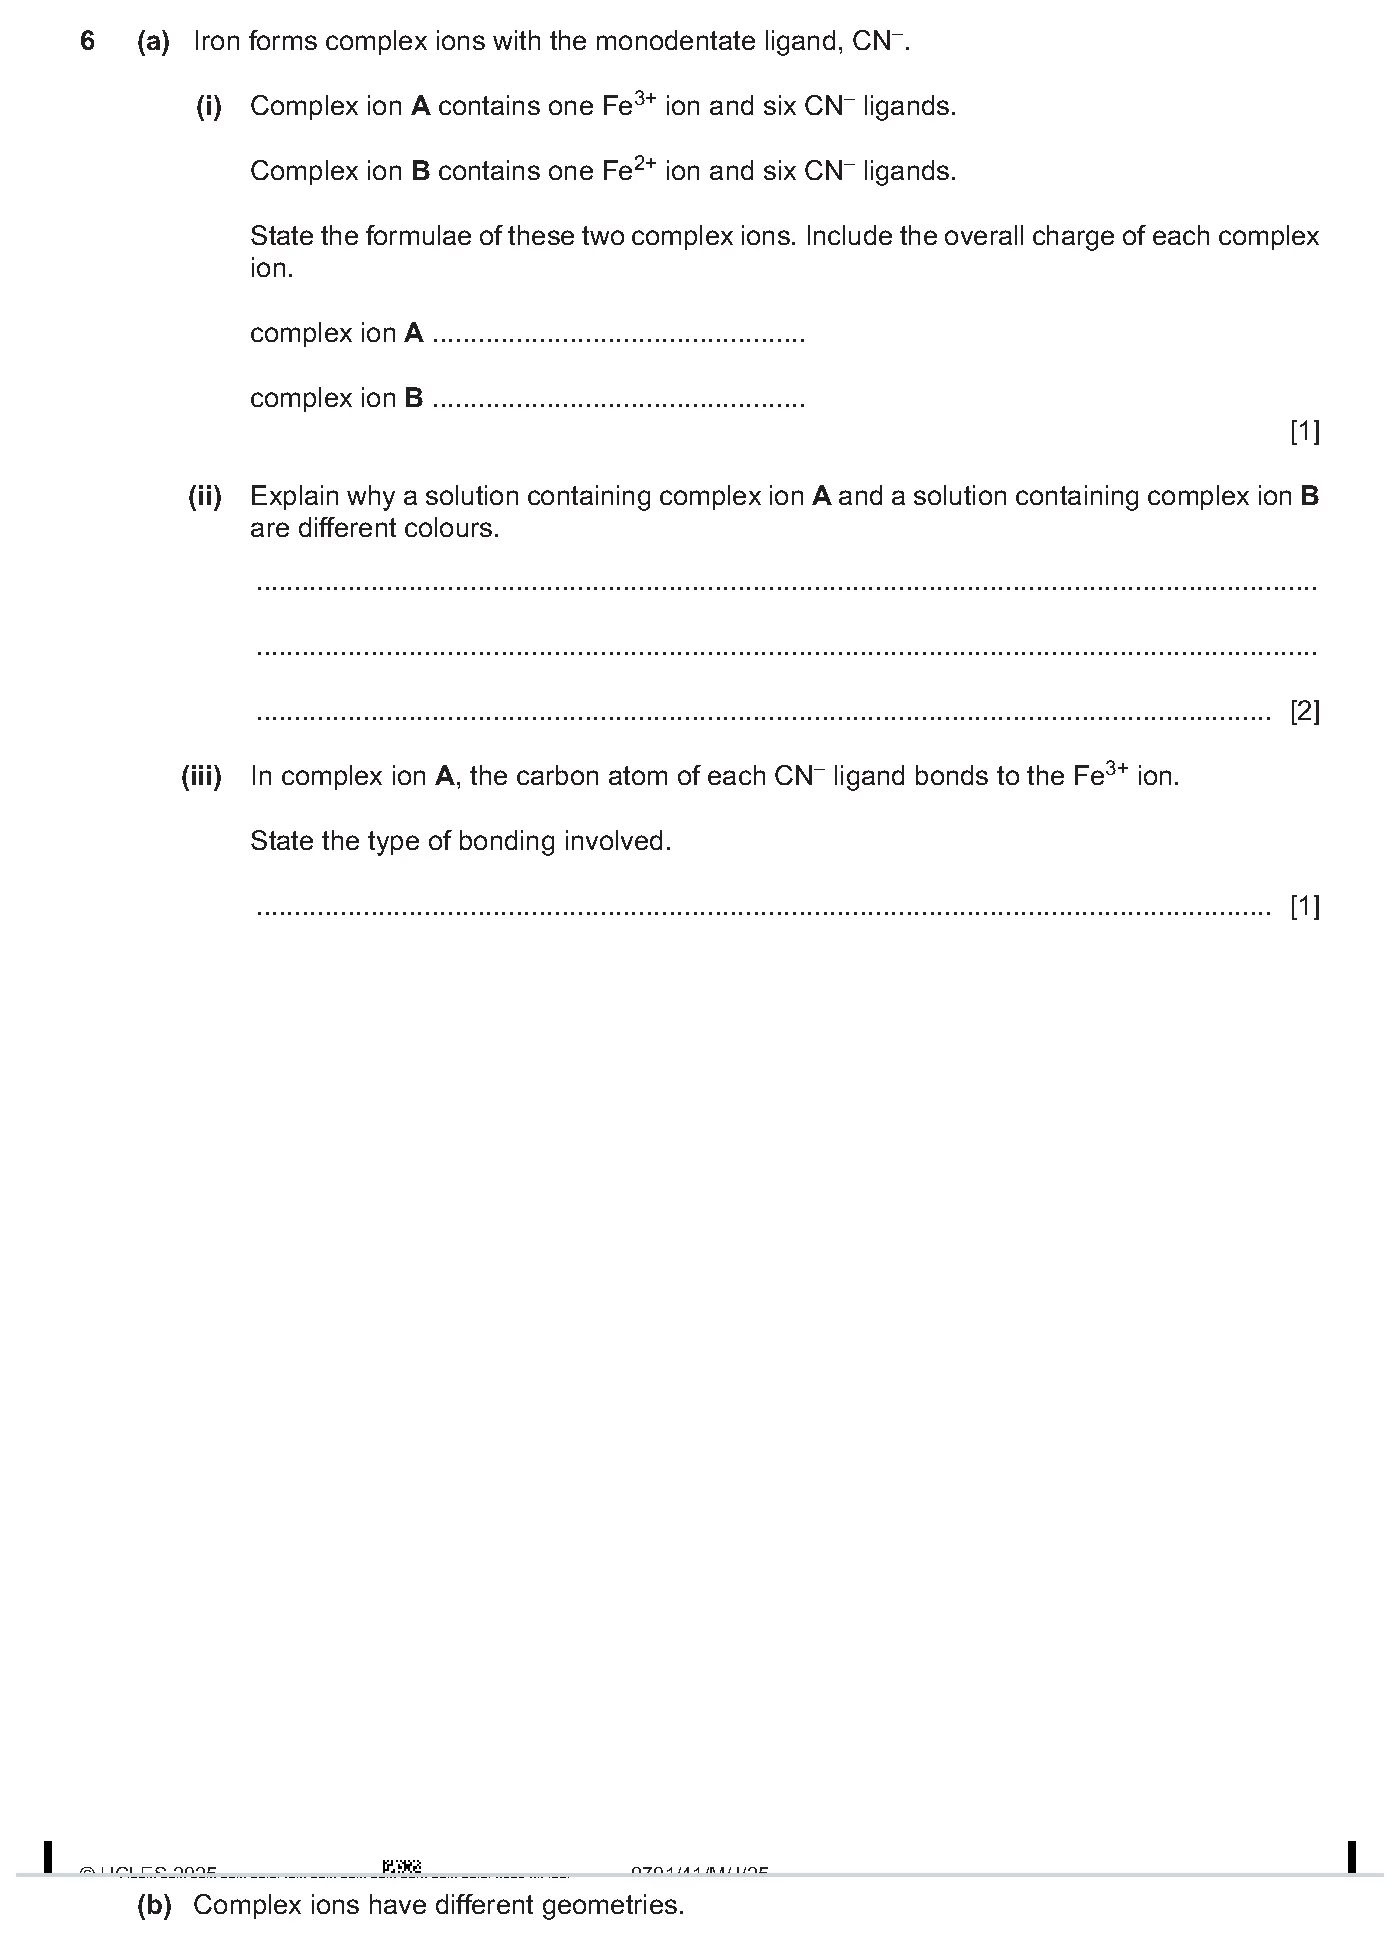 6 (a) Iron forms complex ions with the monodentate ligand, CN⁻.
(i) Complex ion A contains one Fe³⁺ ion and six CN⁻ ligands.
Complex ion B contains one Fe²⁺ ion and six CN⁻ ligands.
State the formulae of these two complex ions. Include the overall charge of each complex
ion.
complex ion A .................................................
complex ion B .................................................
[1]
(ii) Explain why a solution containing complex ion A and a solution containing complex ion B
are different colours.
...........................................................................................................................................
...........................................................................................................................................
..................................................................................................................................... [2]
(iii) In complex ion A, the carbon atom of each CN⁻ ligand bonds to the Fe³⁺ ion.
State the type of bonding involved.
..................................................................................................................................... [1]
© UCLES 2025 9701/41/M/J/25
(b) Complex ions have different geometries.